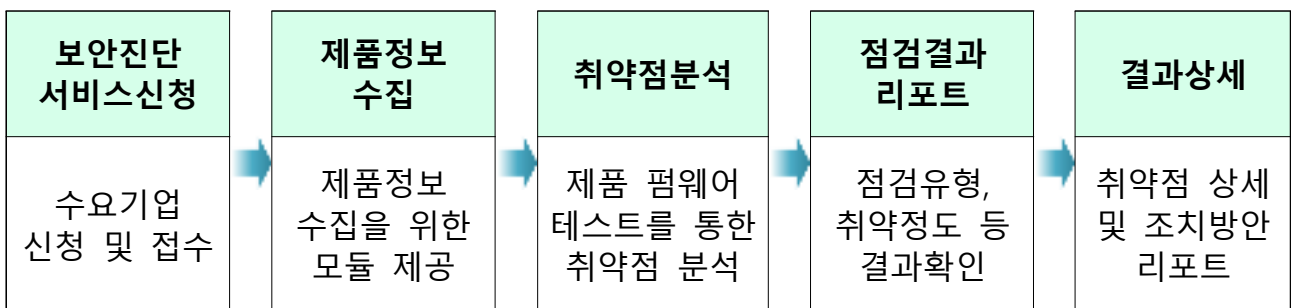 보안진단
서비스신청
수요기업
신청 및 접수
제품정보
수집
제품정보
수집을 위한
모듈 제공
취약점분석
제품 펌웨어
테스트를 통한
취약점 분석
점검결과
리포트
점검유형,
취약정도 등
결과확인
결과상세
취약점 상세
및 조치방안
리포트